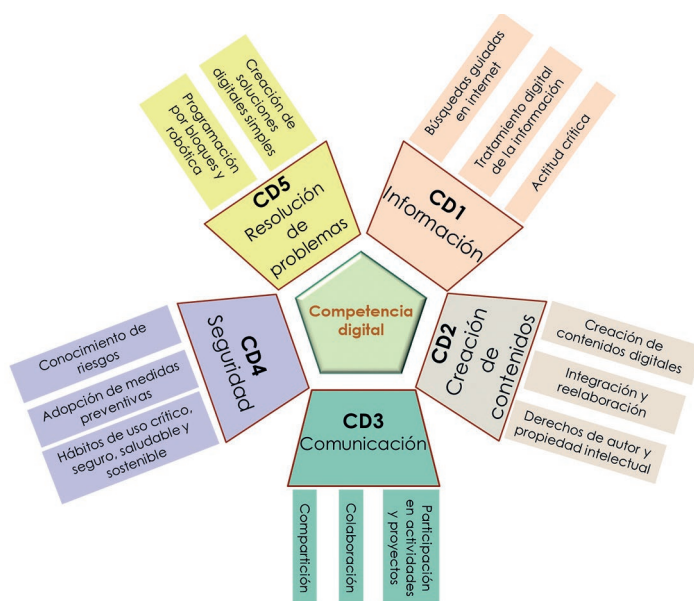 Competencia
digital
CD1
Información
Búsquedas guiadas
en internet
Tratamiento digital
de la información
Actitud crítica
CD2
Creación
de
contenidos
Creación de
contenidos digitales
Integración y
reelaboración
Derechos de autor y
propiedad intelectual
CD3
Comunicación
Compartición
Colaboración
Participación
en actividades
y proyectos
CD4
Seguridad
Conocimiento de
riesgos
Adopción de medidas
preventivas
Hábitos de uso crítico,
seguro, saludable y
sostenible
CD5
Resolución
de
problemas
Programación
por bloques y
robótica
Creación de
soluciones
digitales simples